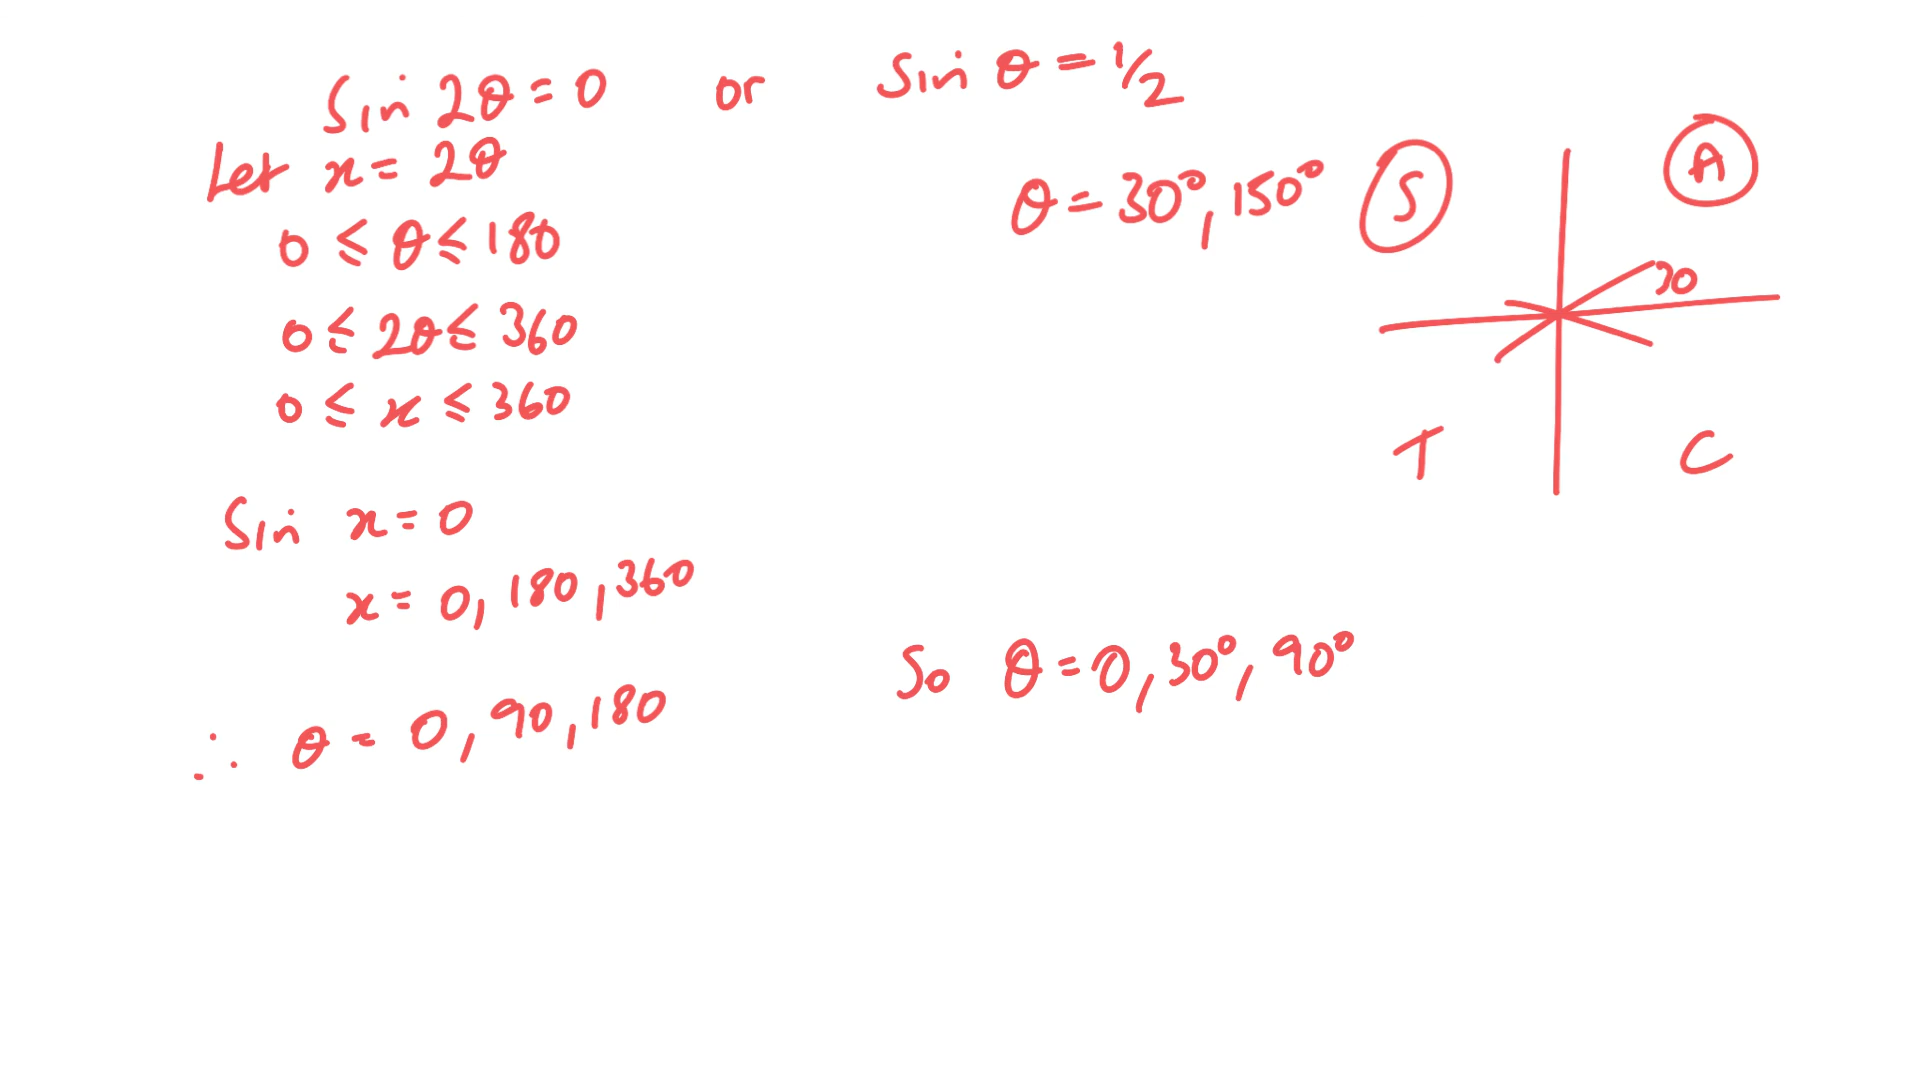 Sin 2θ = 0 or Sin θ = 1/2
Let x = 2θ
0 ≤ θ ≤ 180
0 ≤ 2θ ≤ 360
0 ≤ x ≤ 360
Sin x = 0
x = 0, 180, 360
∴ θ = 0, 90, 180
θ = 30°, 150°
S A
30
T C
So θ = 0, 30°, 90°